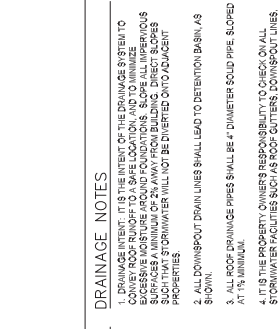 DRAINAGE NOTES
1. DRAINAGE INTENT: IT IS THE INTENT OF THE DRAINAGE SYSTEM TO
CONVEY ROOF RUNOFF TO A SAFE LOCATION, AND TO MINIMIZE
EXCESSIVE MOISTURE AROUND FOUNDATIONS. SLOPE ALL IMPERVIOUS
SURFACES A MINIMUM OF 2% AWAY FROM BUILDING. DIRECT SLOPES
SUCH THAT STORMWATER WILL NOT BE DIVERTED ONTO ADJACENT
PROPERTIES.
2. ALL DOWNSPOUT DRAIN LINES SHALL LEAD TO DETENTION BASIN, AS
SHOWN.
3. ALL ROOF DRAINAGE PIPES SHALL BE 4" DIAMETER SOLID PIPE, SLOPED
AT 1% MINIMUM.
4. IT IS THE PROPERTY OWNER'S RESPONSIBILITY TO CHECK ON ALL
STORMWATER FACILITIES SUCH AS ROOF GUTTERS, DOWNSPOUT LINES,